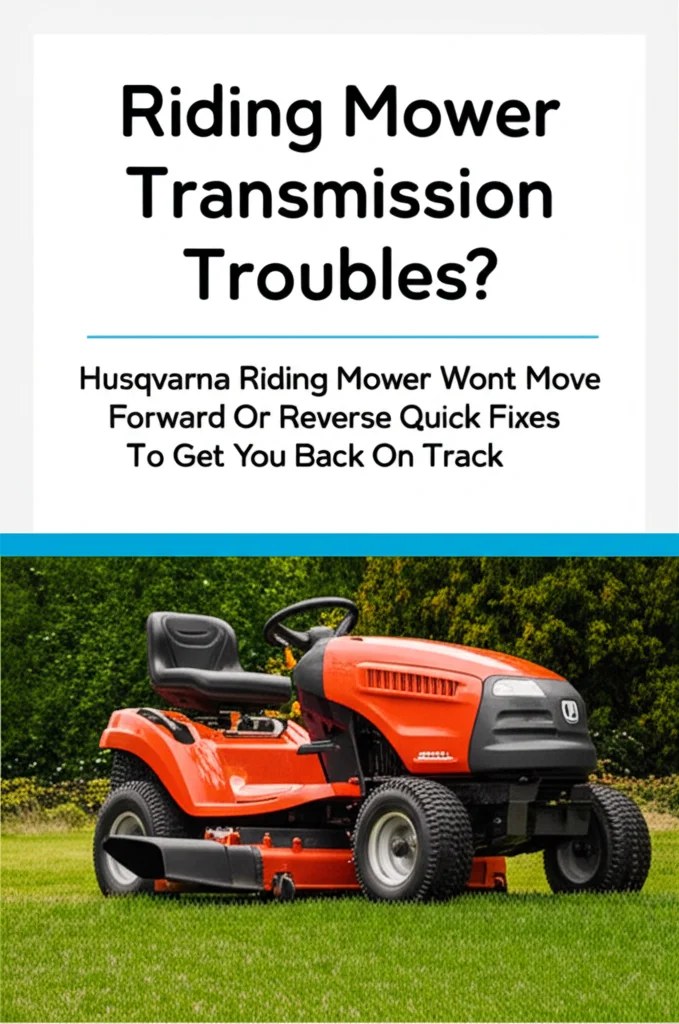 Riding Mower
Transmission
Troubles?
Husqvarna Riding Mower Wont Move
Forward Or Reverse Quick Fixes
To Get You Back On Track